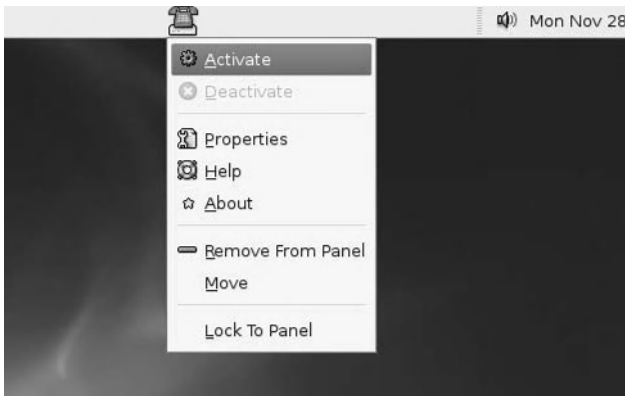 Mon Nov 28
Activate
Deactivate
Properties
Help
About
Remove From Panel
Move
Lock To Panel